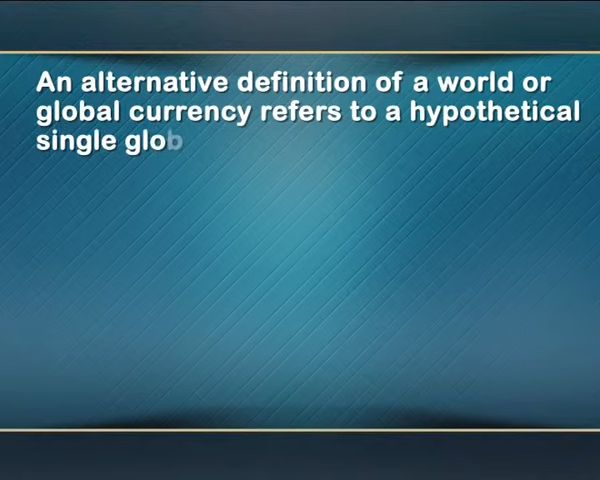 An alternative definition of a world or
global currency refers to a hypothetical
single glob